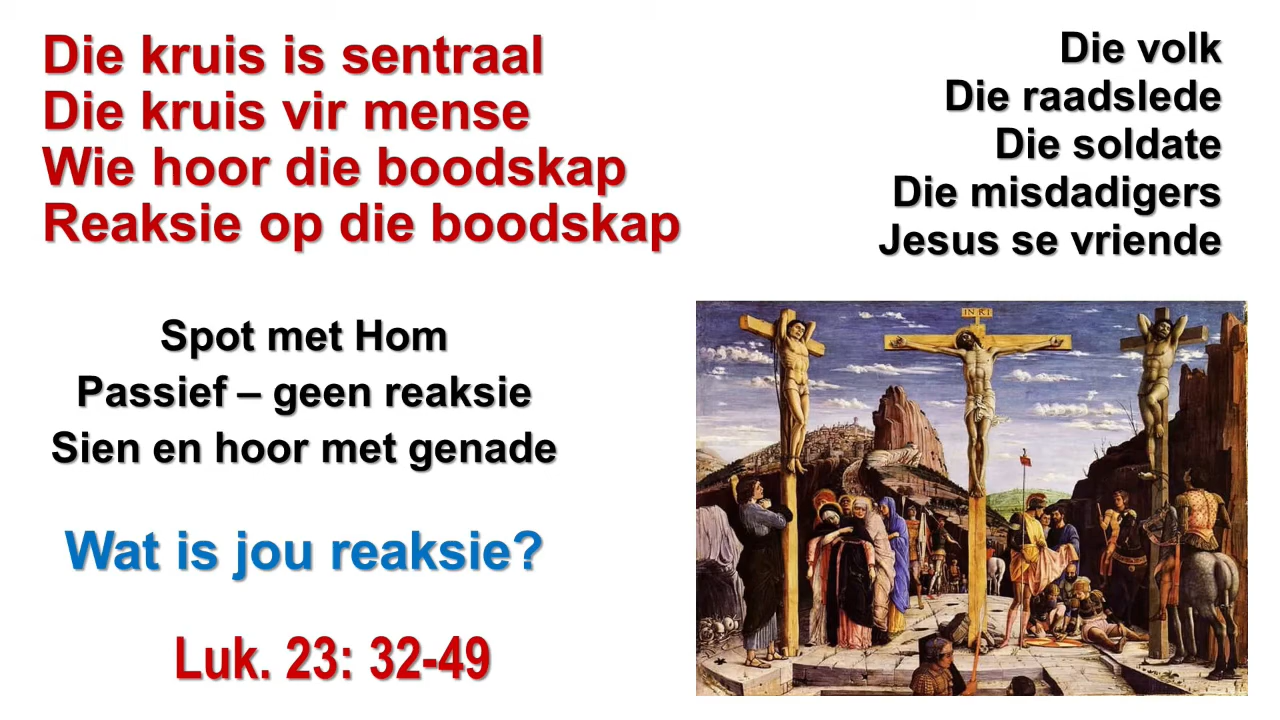 Die kruis is sentraal
Die kruis vir mense
Wie hoor die boodskap
Reaksie op die boodskap
Die volk
Die raadslede
Die soldate
Die misdadigers
Jesus se vriende
Spot met Hom
Passief – geen reaksie
Sien en hoor met genade
Wat is jou reaksie?
Luk. 23: 32-49
IN RI